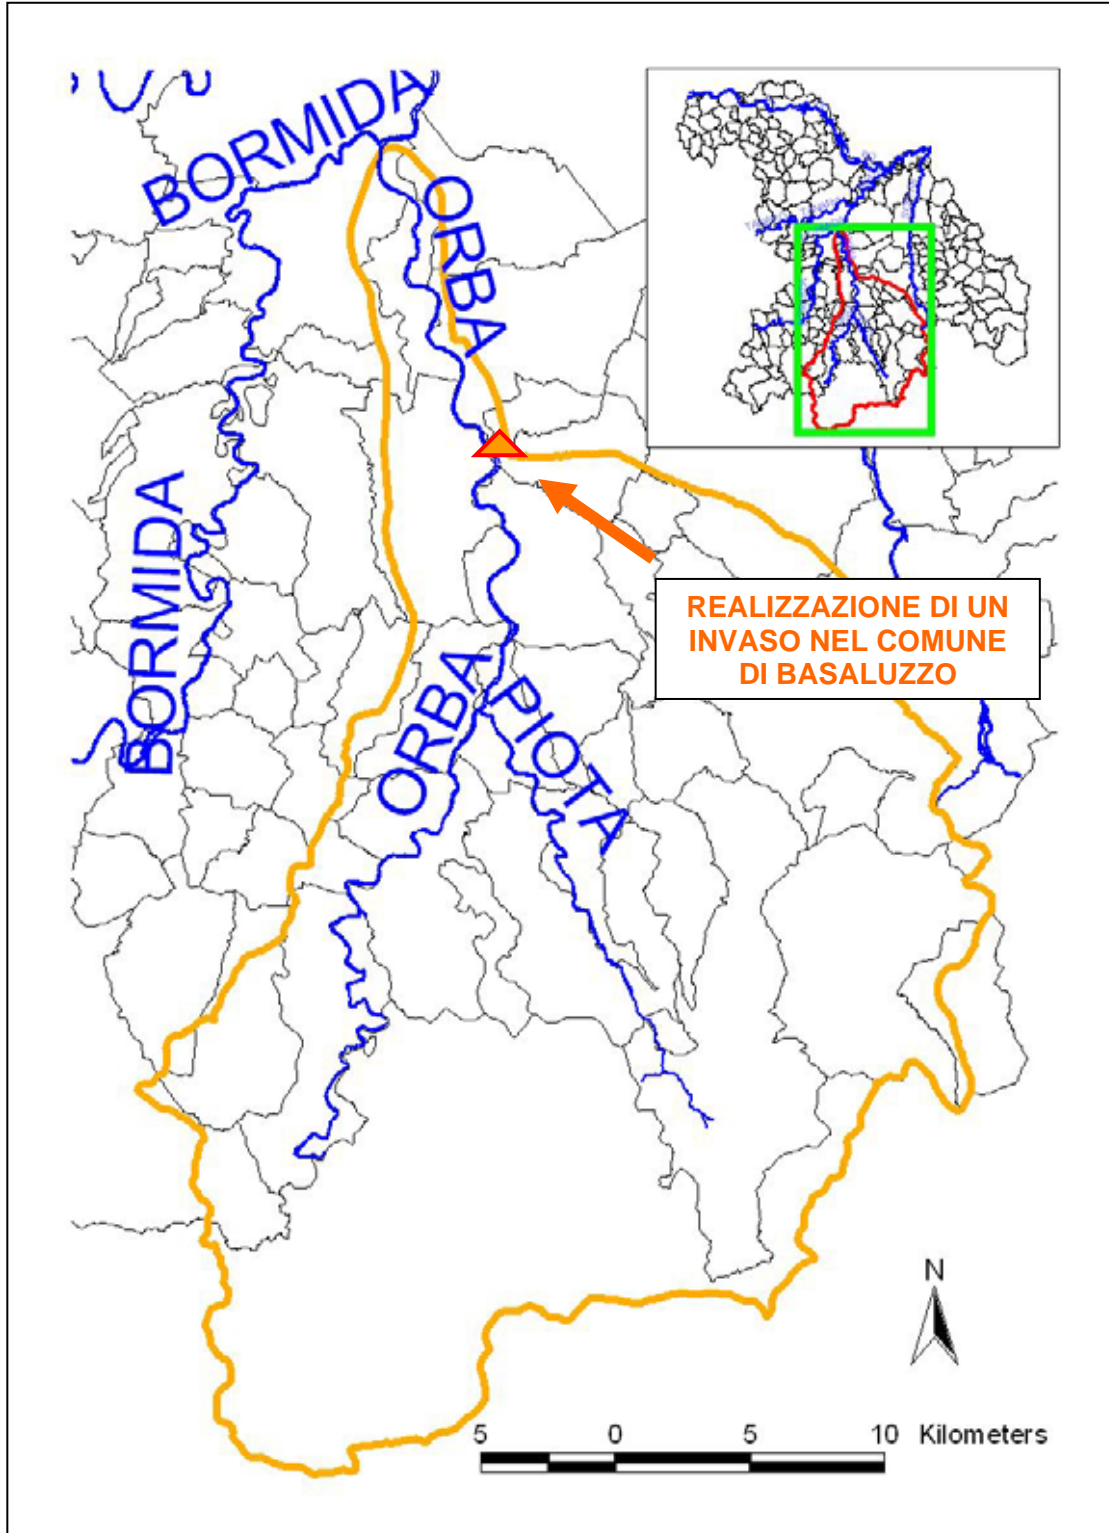 BORMIDA
ORBA
BORMIDA
REALIZZAZIONE DI UN
INVASO NEL COMUNE
DI BASALUZZO
ORBA
PIOTA
N
5 0 5 10 Kilometers